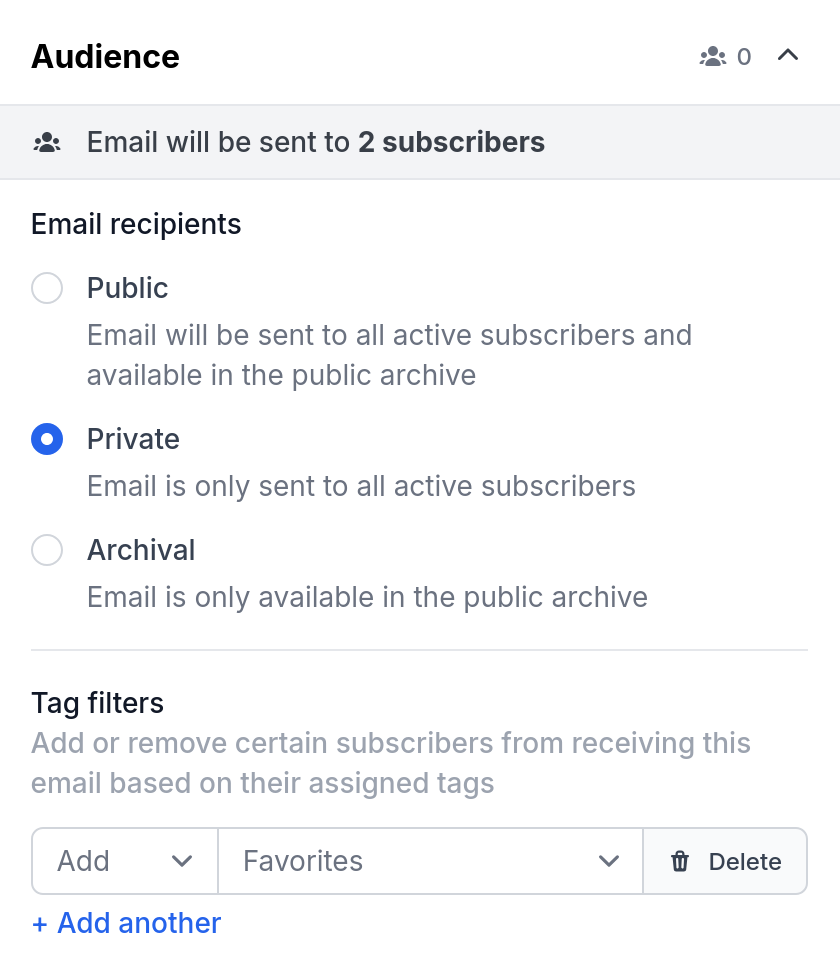 Audience 0
Email will be sent to 2 subscribers
Email recipients
Public
Email will be sent to all active subscribers and
available in the public archive
Private
Email is only sent to all active subscribers
Archival
Email is only available in the public archive
Tag filters
Add or remove certain subscribers from receiving this
email based on their assigned tags
Add Favorites Delete
+ Add another